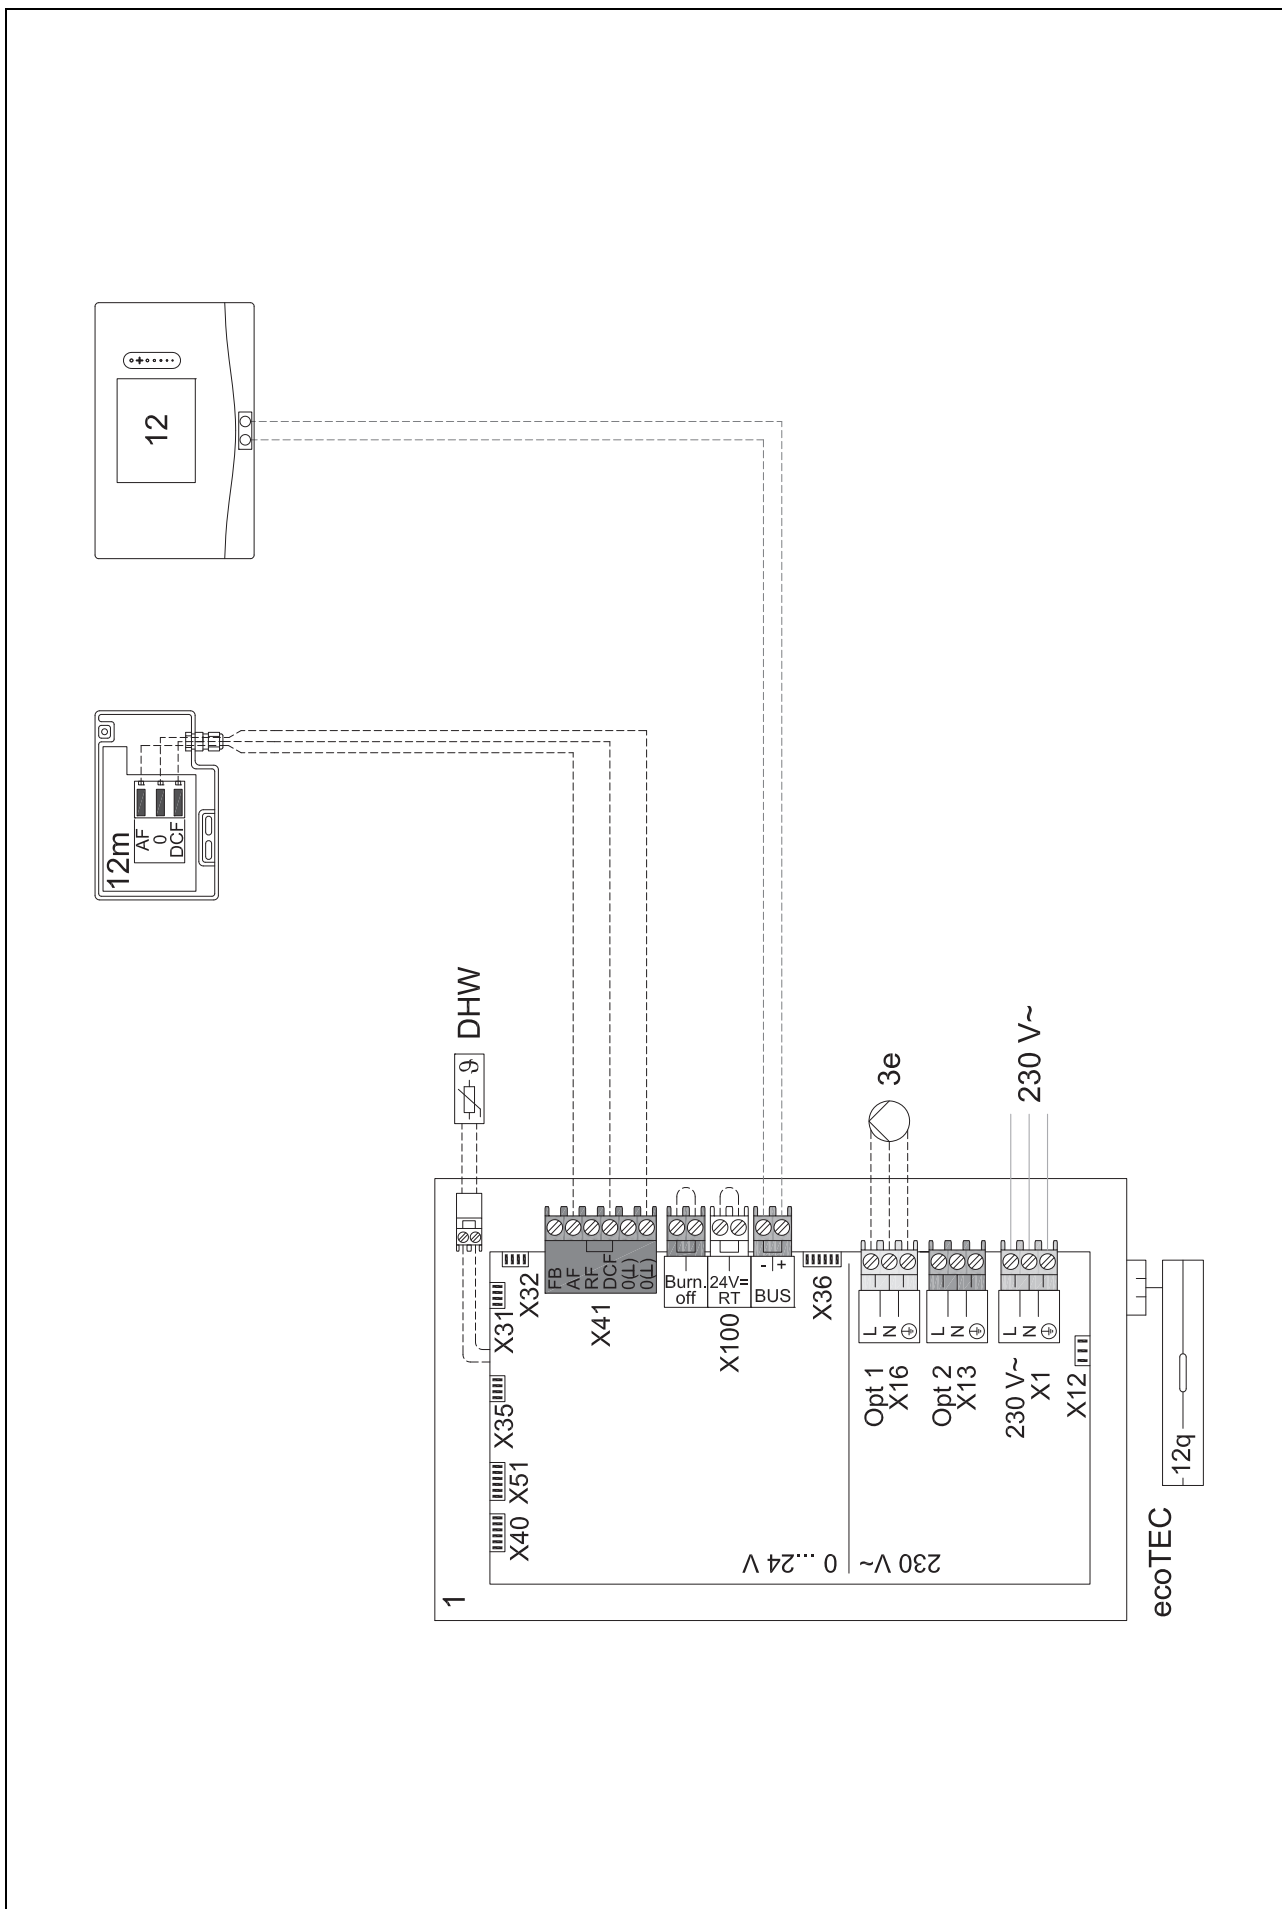 12
12m
AF
0
DCF
DHW
3e
230 V~
X32
X31
X35
X51
X40
FB
AF
RF
DCF
0(⊥)
0(⊥)
X41
Burn.
off
24V=
RT
X100
- +
BUS
X36
L
N
Opt 1
X16
L
N
Opt 2
X13
L
N
230 V~
X1
X12
0 ...24 V
230 V~
1
12q
ecoTEC